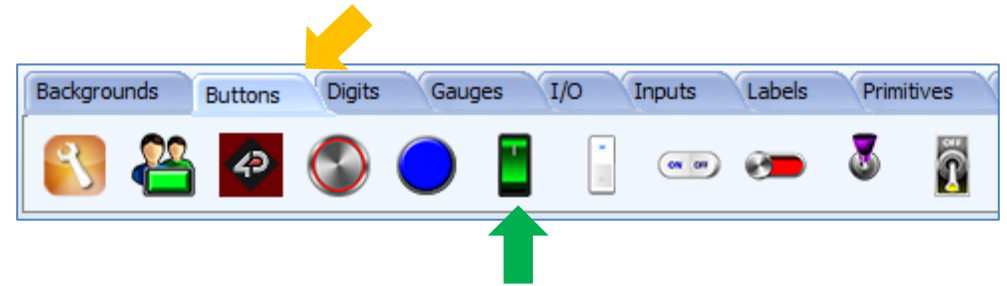 Backgrounds Buttons Digits Gauges I/O Inputs Labels Primitives
ON OFF OFF